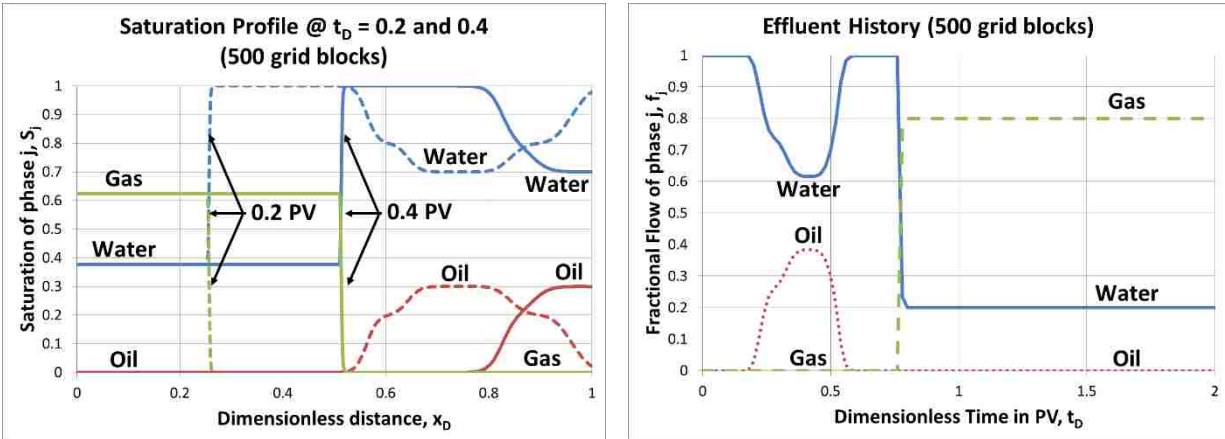 Saturation Profile @ tD = 0.2 and 0.4
(500 grid blocks)
Saturation of phase j, Sj
1
0.9
0.8
0.7
0.6
0.5
0.4
0.3
0.2
0.1
0
0
0.2
0.4
0.6
0.8
1
Gas
Water
Oil
0.2 PV
0.4 PV
Water
Water
Oil
Oil
Gas
Dimensionless distance, xD
Effluent History (500 grid blocks)
Fractional Flow of phase j, fj
1
0.9
0.8
0.7
0.6
0.5
0.4
0.3
0.2
0.1
0
0
0.5
1
1.5
2
Gas
Water
Oil
Gas
Water
Oil
Dimensionless Time in PV, tD